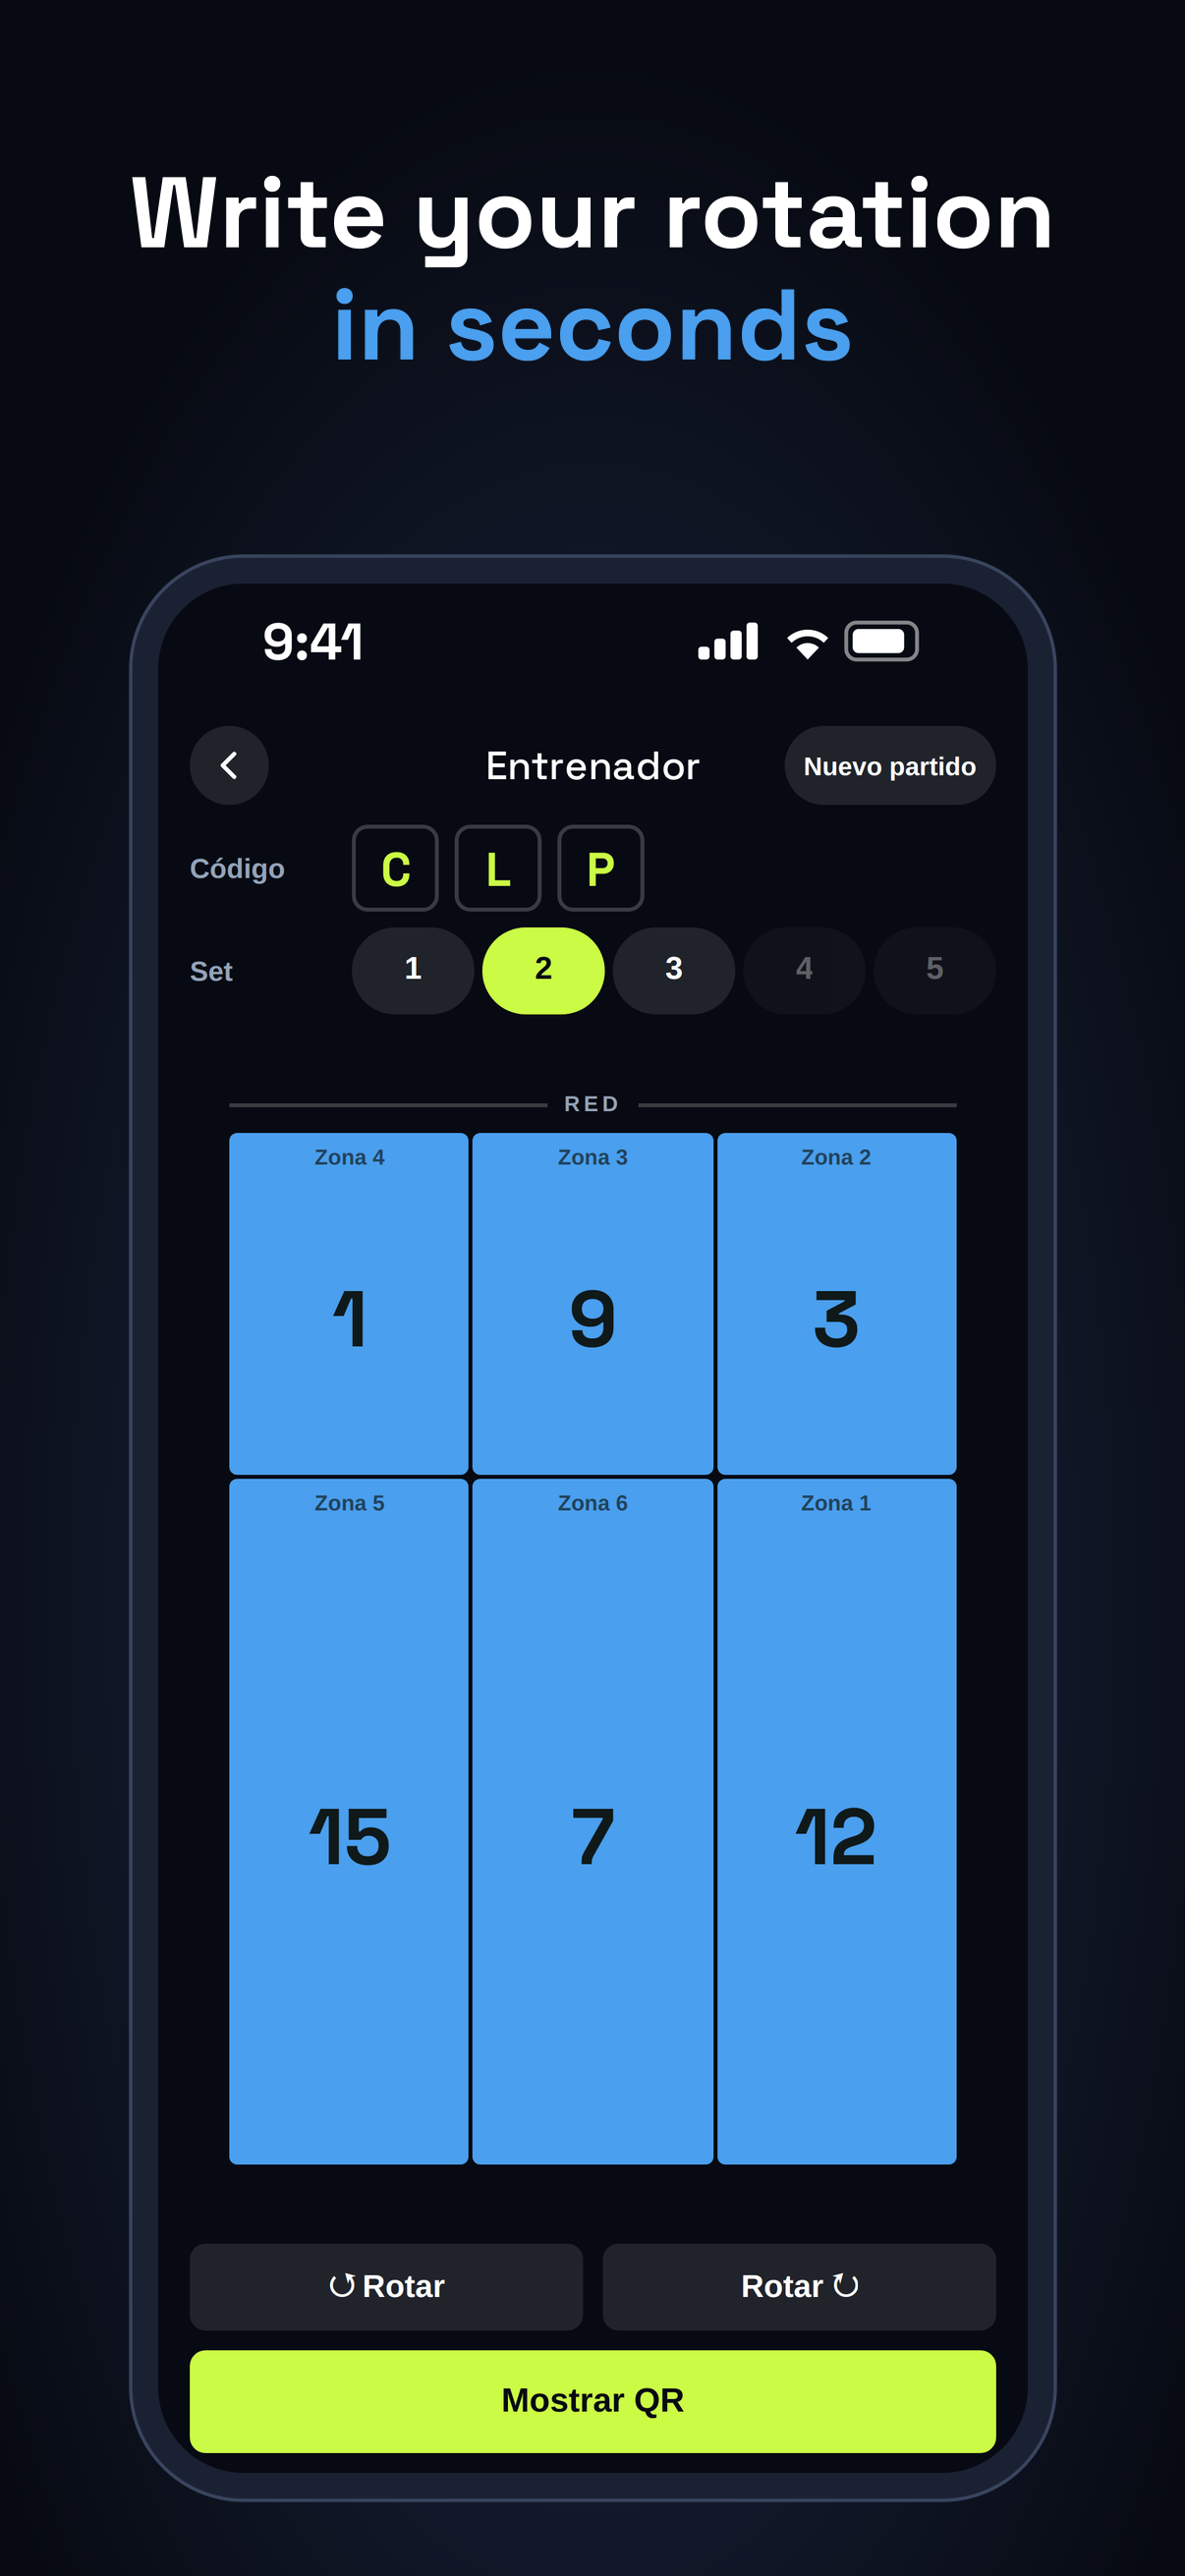 Write your rotation
in seconds
9:41
Entrenador
Nuevo partido
Código
C L P
Set
1 2 3 4 5
RED
Zona 4 Zona 3 Zona 2
1 9 3
Zona 5 Zona 6 Zona 1
15 7 12
↺ Rotar
Rotar ↻
Mostrar QR